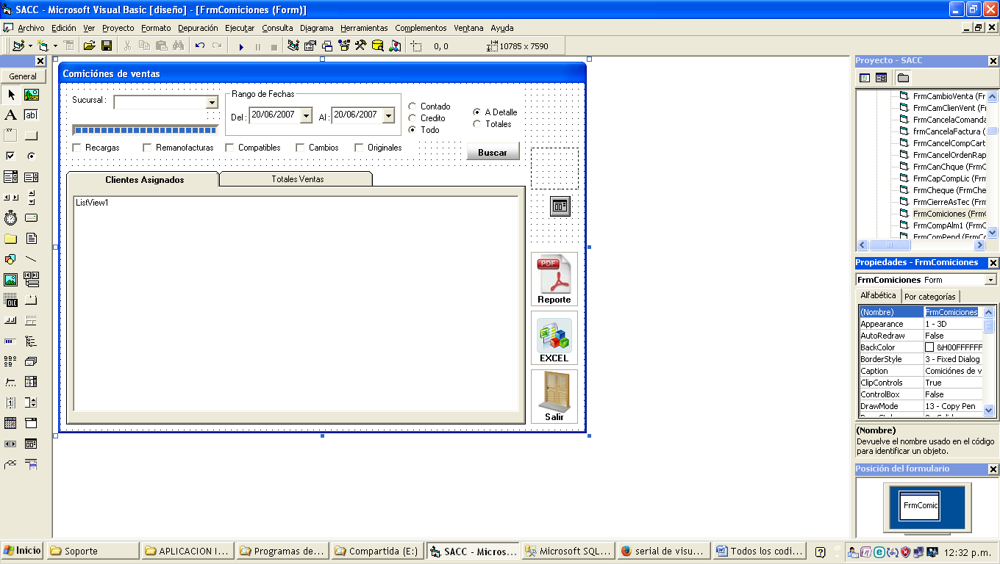 SACC - Microsoft Visual Basic [diseño] - [FrmComiciones (Form)]
Archivo Edición Ver Proyecto Formato Depuración Ejecutar Consulta Diagrama Herramientas Complementos Ventana Ayuda
0, 0
10785 x 7590
General
A
ab|
xv
OLE
Comiciónes de ventas
Sucursal :
Rango de Fechas
Del : 20/06/2007
Al : 20/06/2007
Contado
Credito
Todo
A Detalle
Totales
Recargas
Remanofacturas
Compatibles
Cambios
Originales
Buscar
Clientes Asignados
Totales Ventas
ListView1
PDF
Reporte
EXCEL
Salir
Proyecto - SACC
FrmCambioVenta (Fr
FrmCamClienVent (Fr
FrmCancelaComanda
frmCancelaFactura (
FrmCancelCompCart
FrmCancelOrdenRap
FrmCanChque (Frm
FrmCapCompLic (Frm
FrmCheque (FrmChe
FrmCierreAsTec (Frm
FrmComiciones (Frm
FrmCompAlm1 (FrmC
FrmComPend (FrmCo
Propiedades - FrmComiciones
FrmComiciones Form
Alfabética
Por categorías
(Nombre) FrmComiciones
Appearance 1 - 3D
AutoRedraw False
BackColor &H00FFFFFF
BorderStyle 3 - Fixed Dialog
Caption Comiciónes de v
ClipControls True
ControlBox False
DrawMode 13 - Copy Pen
(Nombre)
Devuelve el nombre usado en el código
para identificar un objeto.
Posición del formulario
FrmComic
Inicio
Soporte
APLICACION I...
Programas de...
Compartida (E:)
SACC - Micros...
Microsoft SQL...
serial de visu...
Todos los codi...
12:32 p.m.